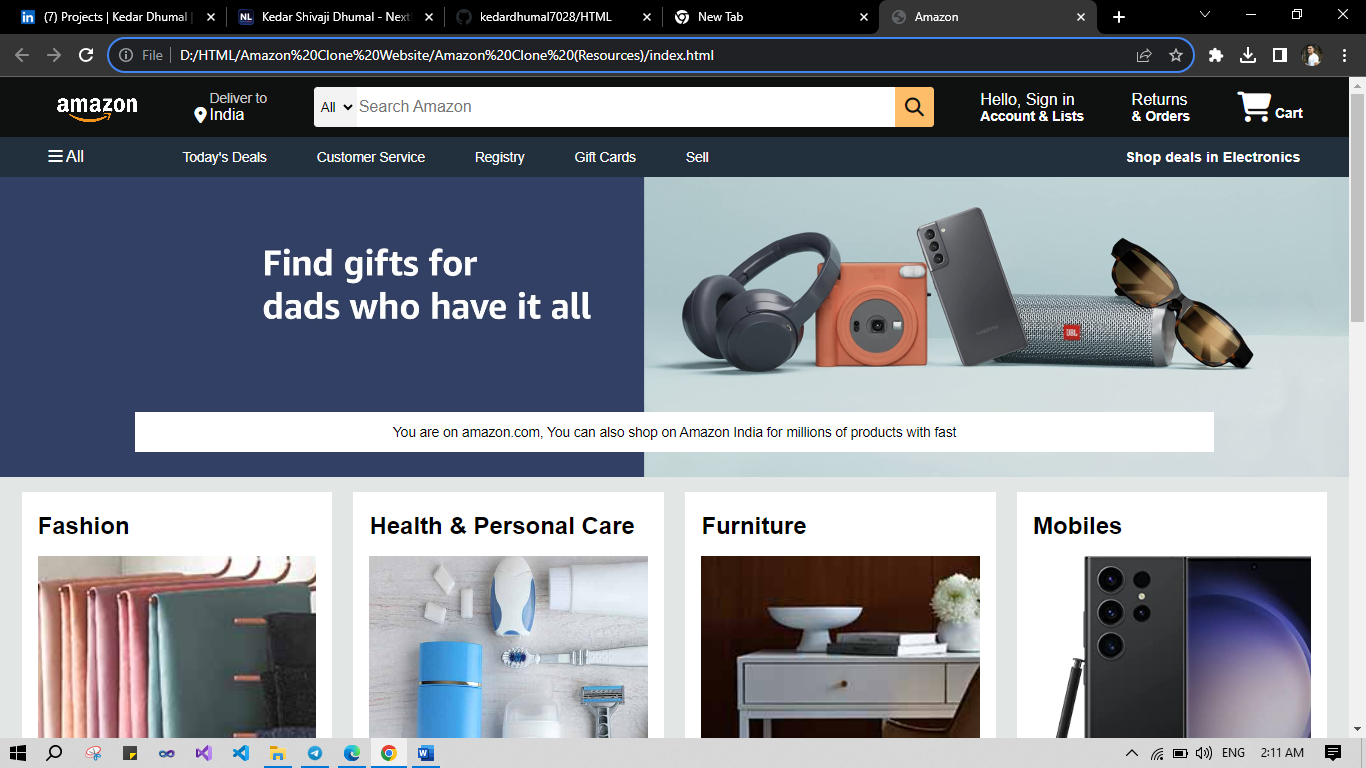 (7) Projects | Kedar Dhumal |
NL Kedar Shivaji Dhumal - Next
kedardhumal7028/HTML
New Tab
Amazon
File D:/HTML/Amazon%20Clone%20Website/Amazon%20Clone%20(Resources)/index.html
amazon
Deliver to
India
All Search Amazon
Hello, Sign in
Account & Lists
Returns
& Orders
Cart
All Today's Deals Customer Service Registry Gift Cards Sell Shop deals in Electronics
Find gifts for
dads who have it all
SAMSUNG
JBL
You are on amazon.com, You can also shop on Amazon India for millions of products with fast
Fashion Health & Personal Care Furniture Mobiles
ENG 2:11 AM